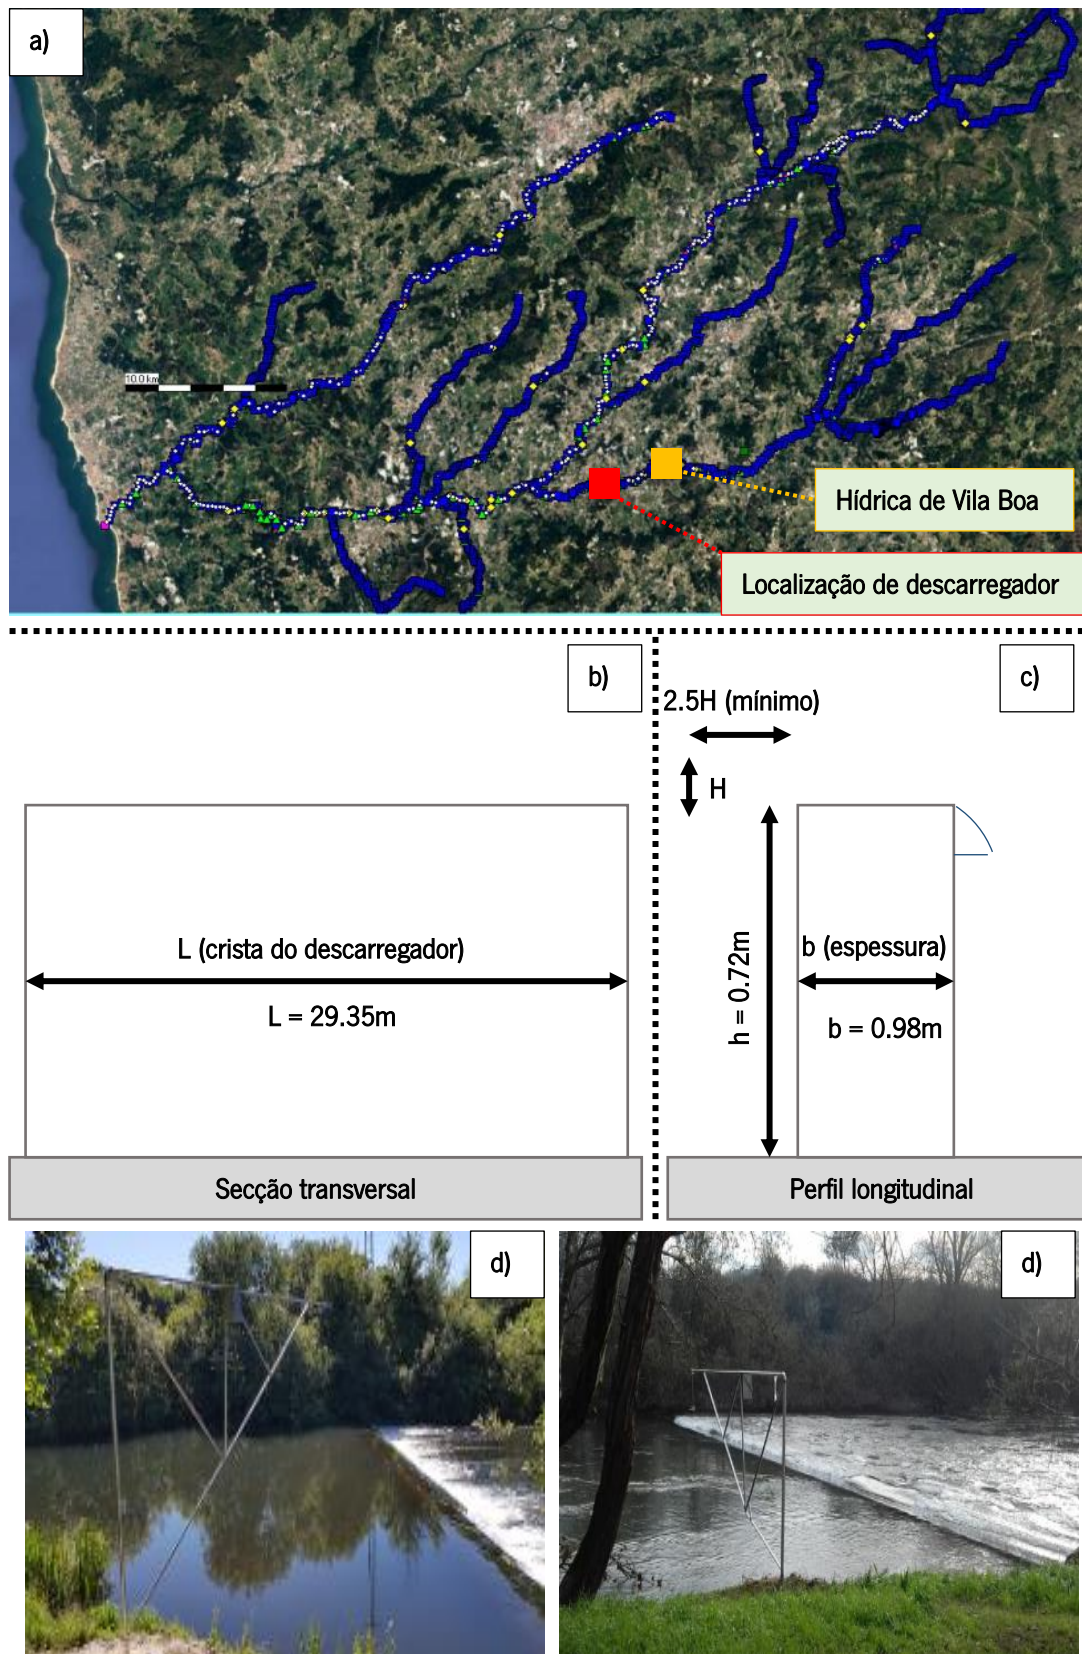 a)
10.0 km
Hídrica de Vila Boa
Localização de descarregador
b)
c)
2.5H (mínimo)
H
L (crista do descarregador)
L = 29.35m
h = 0.72m
b (espessura)
b = 0.98m
Secção transversal
Perfil longitudinal
d)
d)